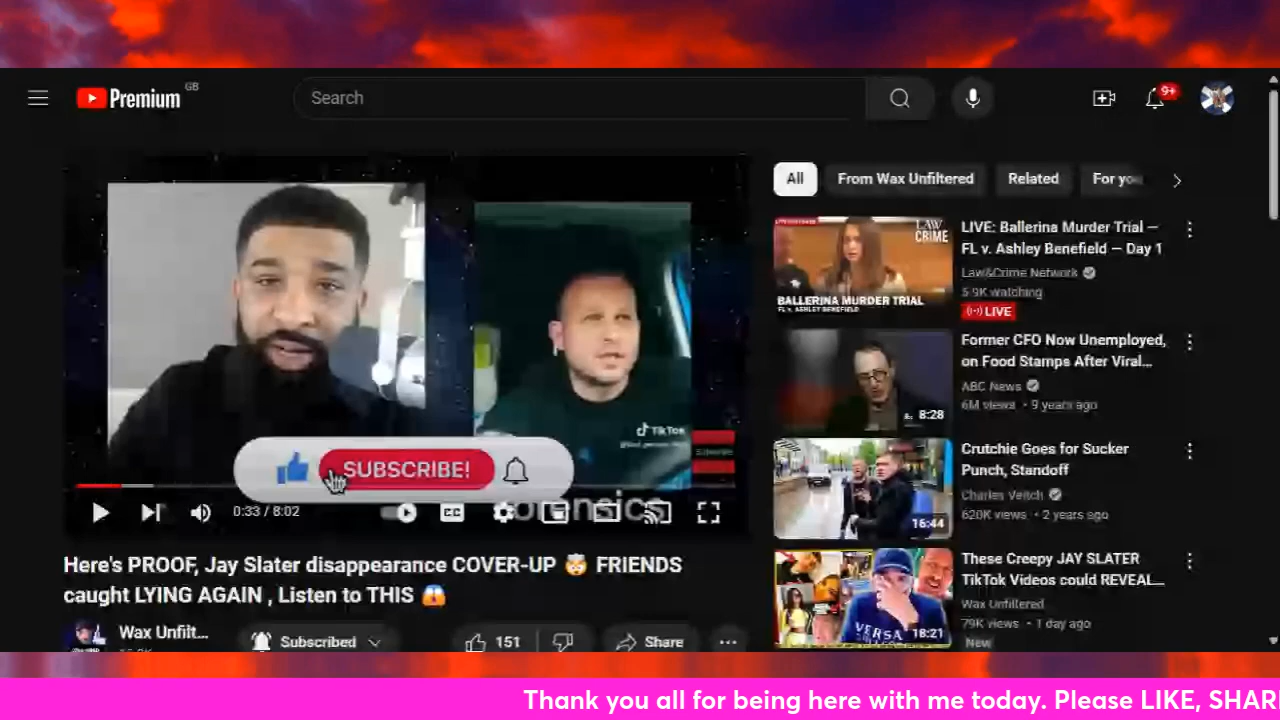 Premium GB
Search
9+
All
From Wax Unfiltered
Related
For you
LAW
CRIME
BALLERINA MURDER TRIAL
FL V. ASHLEY BENEFIELD
LIVE: Ballerina Murder Trial —
FL v. Ashley Benefield — Day 1
Law&Crime Network
5.9K watching
LIVE
8:28
Former CFO Now Unemployed,
on Food Stamps After Viral...
ABC News
6M views • 9 years ago
16:44
Crutchie Goes for Sucker
Punch, Standoff
Charles Veitch
620K views • 2 years ago
VERSA
18:21
These Creepy JAY SLATER
TikTok Videos could REVEAL...
Wax Unfiltered
79K views • 1 day ago
New
TikTok
SUBSCRIBE!
0:33 / 8:02
CC
forensics
Here's PROOF, Jay Slater disappearance COVER-UP 🤯 FRIENDS
caught LYING AGAIN , Listen to THIS 😱
Wax Unfilt...
Subscribed
151
Share
Thank you all for being here with me today. Please LIKE, SHAR